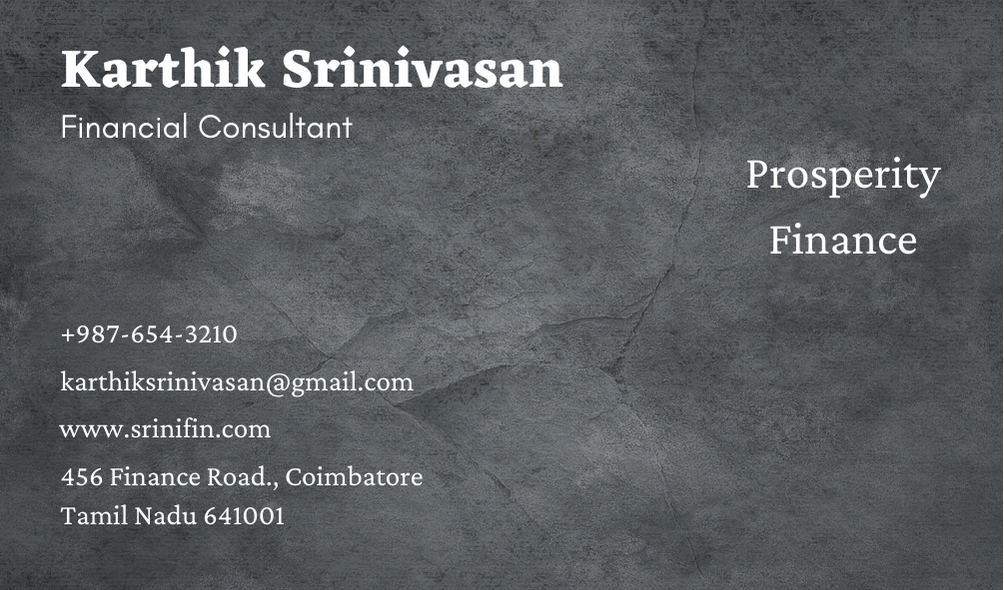 Karthik Srinivasan
Financial Consultant
Prosperity
Finance
+987-654-3210
karthiksrinivasan@gmail.com
www.srinifin.com
456 Finance Road., Coimbatore
Tamil Nadu 641001